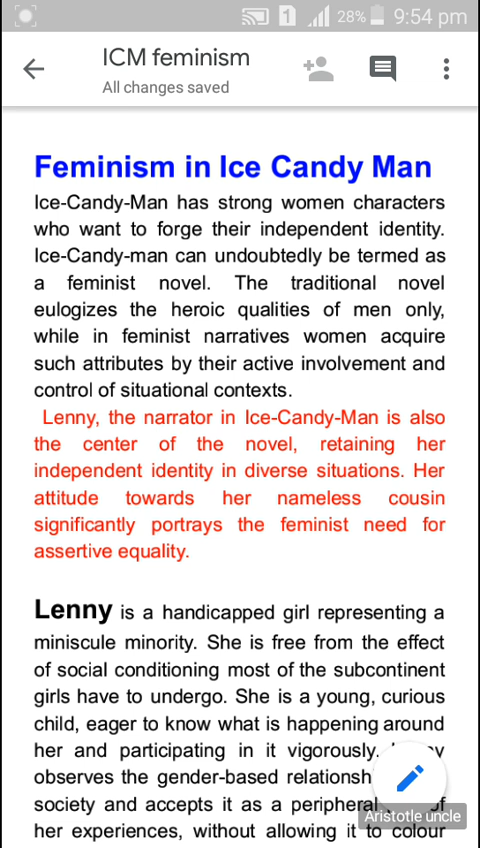 1 28% 9:54 pm
ICM feminism
All changes saved
Feminism in Ice Candy Man
Ice-Candy-Man has strong women characters
who want to forge their independent identity.
Ice-Candy-man can undoubtedly be termed as
a feminist novel. The traditional novel
eulogizes the heroic qualities of men only,
while in feminist narratives women acquire
such attributes by their active involvement and
control of situational contexts.
Lenny, the narrator in Ice-Candy-Man is also
the center of the novel, retaining her
independent identity in diverse situations. Her
attitude towards her nameless cousin
significantly portrays the feminist need for
assertive equality.
Lenny is a handicapped girl representing a
miniscule minority. She is free from the effect
of social conditioning most of the subcontinent
girls have to undergo. She is a young, curious
child, eager to know what is happening around
her and participating in it vigorously.
observes the gender-based
society and accepts it as a peripheral of
her experiences, without allowing it to colour
Aristotle uncle